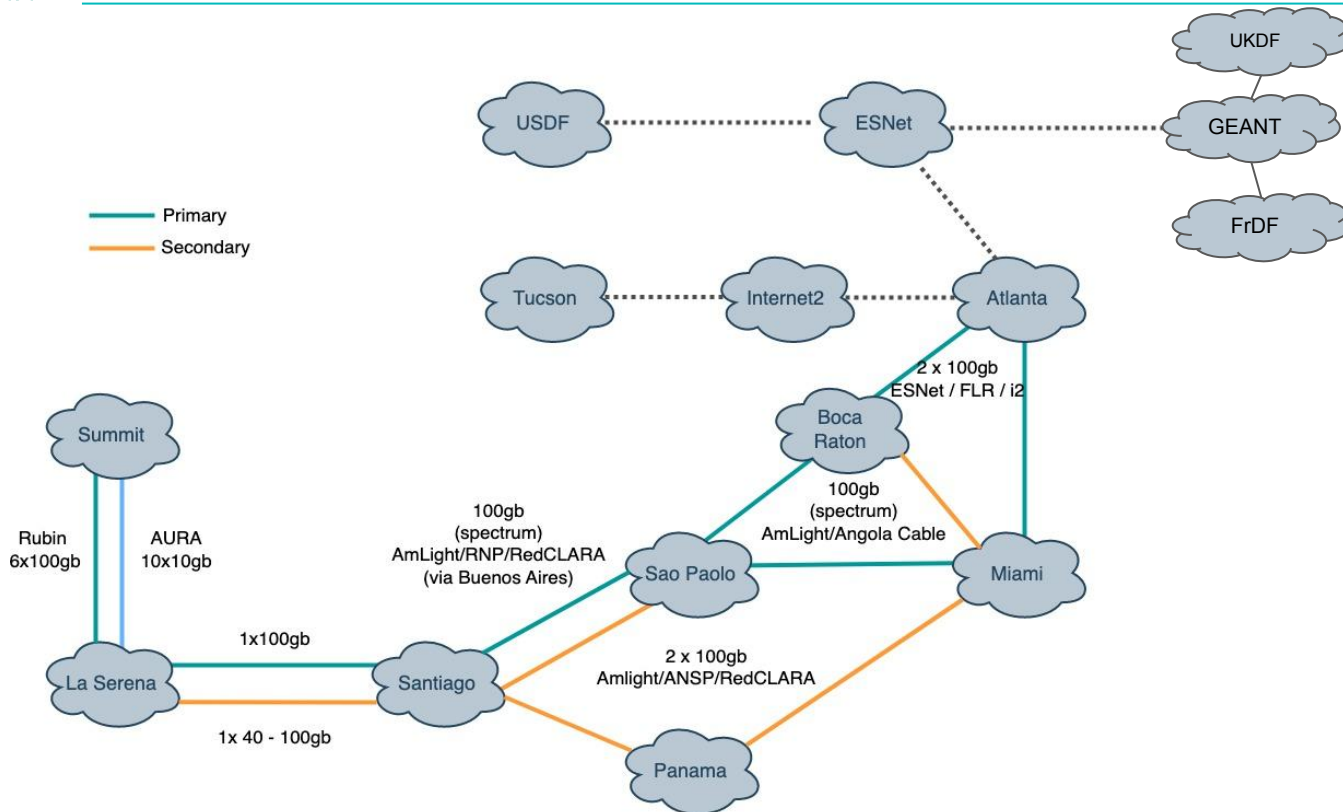 UKDF
USDF
ESNet
GEANT
Primary
Secondary
FrDF
Tucson
Internet2
Atlanta
2 x 100gb
ESNet / FLR / i2
Boca
Raton
Summit
100gb
(spectrum)
AmLight/Angola Cable
100gb
(spectrum)
AmLight/RNP/RedCLARA
(via Buenos Aires)
Rubin
6x100gb
AURA
10x10gb
Sao Paolo
Miami
1x100gb
La Serena
Santiago
2 x 100gb
Amlight/ANSP/RedCLARA
1x 40 - 100gb
Panama